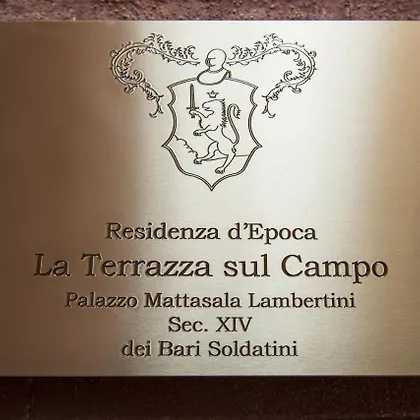 Residenza d'Epoca
La Terrazza sul Campo
Palazzo Mattasala Lambertini
Sec. XIV
dei Bari Soldatini